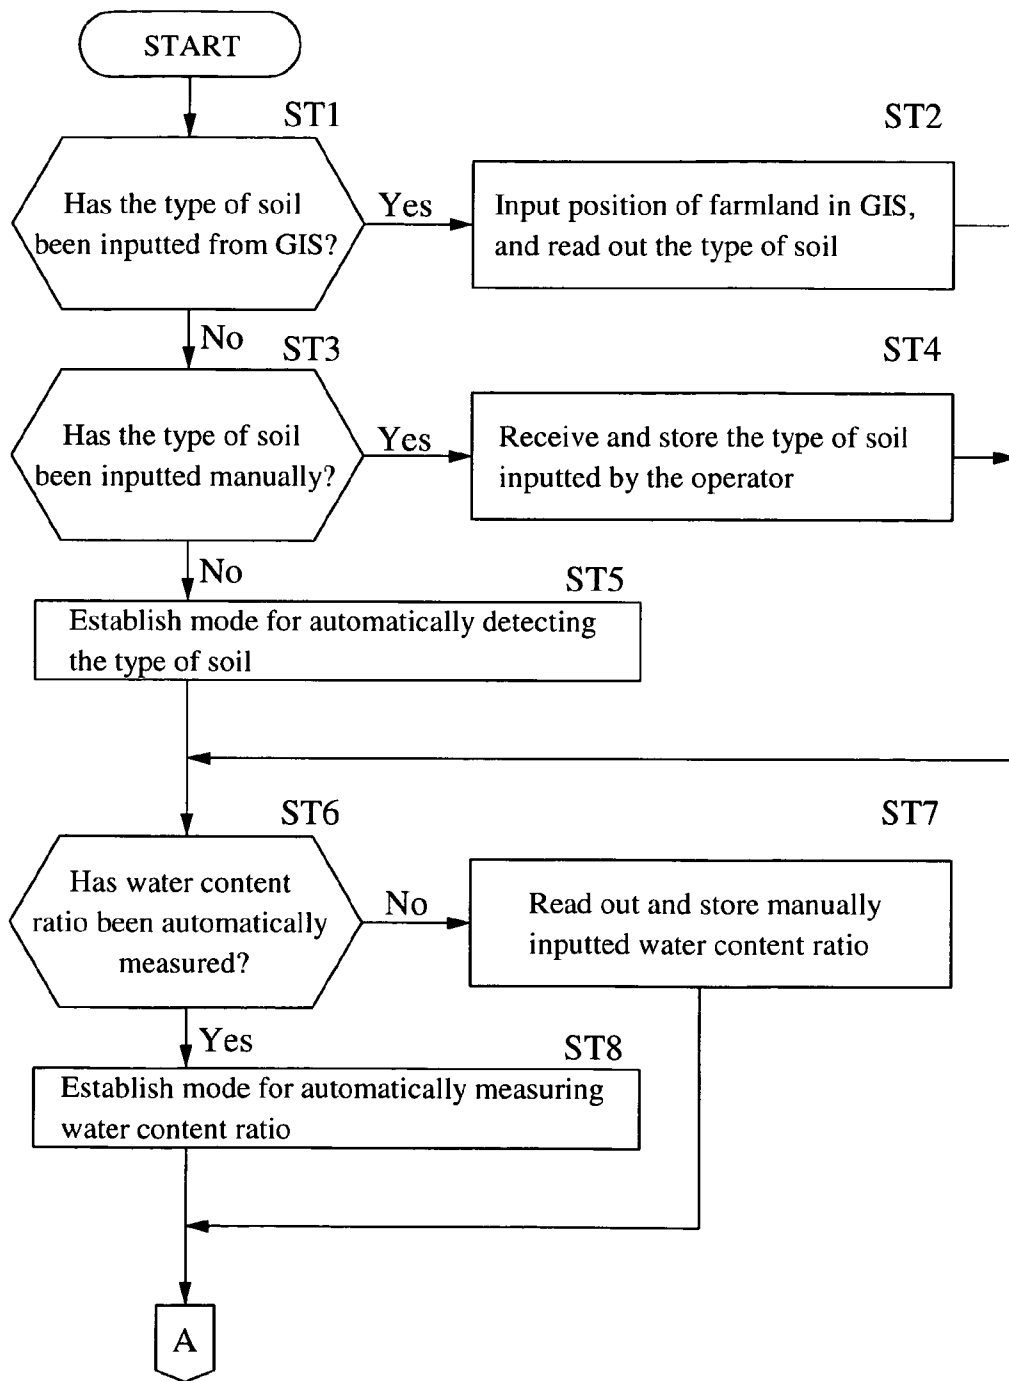 START
ST1
Has the type of soil
been inputted from GIS?
Yes
ST2
Input position of farmland in GIS,
and read out the type of soil
No
ST3
Has the type of soil
been inputted manually?
Yes
ST4
Receive and store the type of soil
inputted by the operator
No
ST5
Establish mode for automatically detecting
the type of soil
ST6
Has water content
ratio been automatically
measured?
No
ST7
Read out and store manually
inputted water content ratio
Yes
ST8
Establish mode for automatically measuring
water content ratio
A